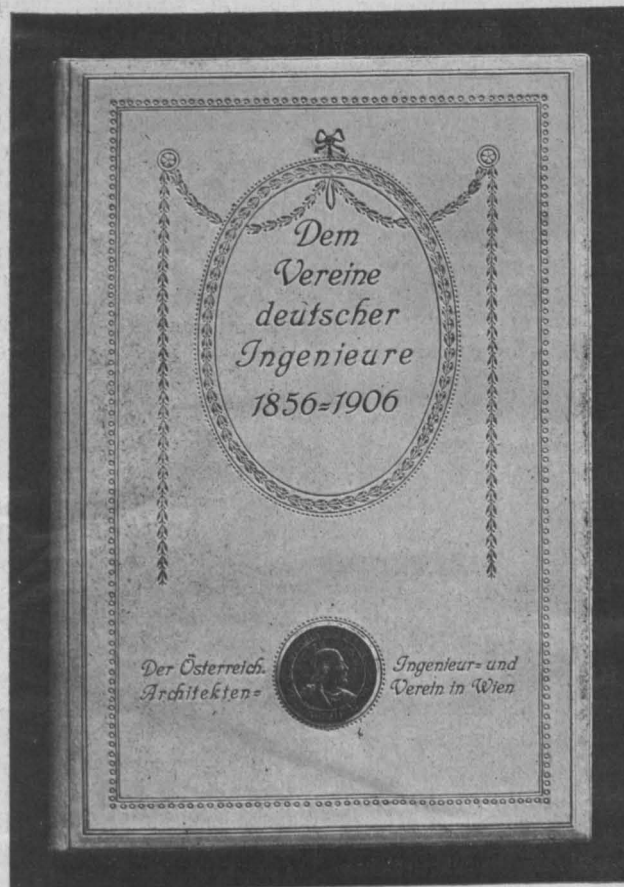 Dem
Vereine
deutscher
Ingenieure
1856=1906
Der Österreich. Ingenieur= und
Architekten= Verein in Wien